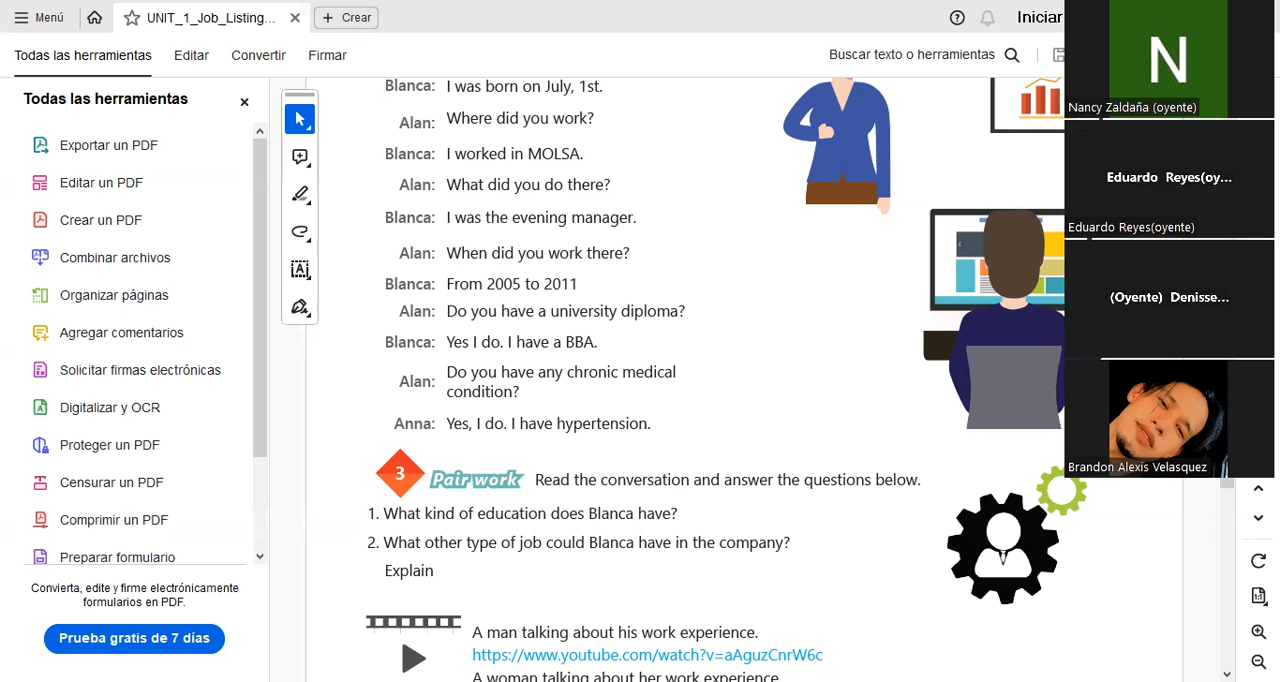 Menú
UNIT_1_Job_Listing...
Crear
Iniciar
Todas las herramientas
Editar
Convertir
Firmar
Buscar texto o herramientas
Todas las herramientas
Exportar un PDF
Editar un PDF
Crear un PDF
Combinar archivos
Organizar páginas
Agregar comentarios
Solicitar firmas electrónicas
Digitalizar y OCR
Proteger un PDF
Censurar un PDF
Comprimir un PDF
Preparar formulario
Convierta, edite y firme electrónicamente
formularios en PDF.
Prueba gratis de 7 días
Blanca: I was born on July, 1st.
Alan: Where did you work?
Blanca: I worked in MOLSA.
Alan: What did you do there?
Blanca: I was the evening manager.
Alan: When did you work there?
Blanca: From 2005 to 2011
Alan: Do you have a university diploma?
Blanca: Yes I do. I have a BBA.
Alan: Do you have any chronic medical
condition?
Anna: Yes, I do. I have hypertension.
3 Pair work Read the conversation and answer the questions below.
1. What kind of education does Blanca have?
2. What other type of job could Blanca have in the company?
Explain
A man talking about his work experience.
https://www.youtube.com/watch?v=aAguzCnrW6c
A woman talking about her work experience
N
Nancy Zaldaña (oyente)
Eduardo Reyes(oy...
Eduardo Reyes(oyente)
(Oyente) Denisse...
Brandon Alexis Velasquez
1:1